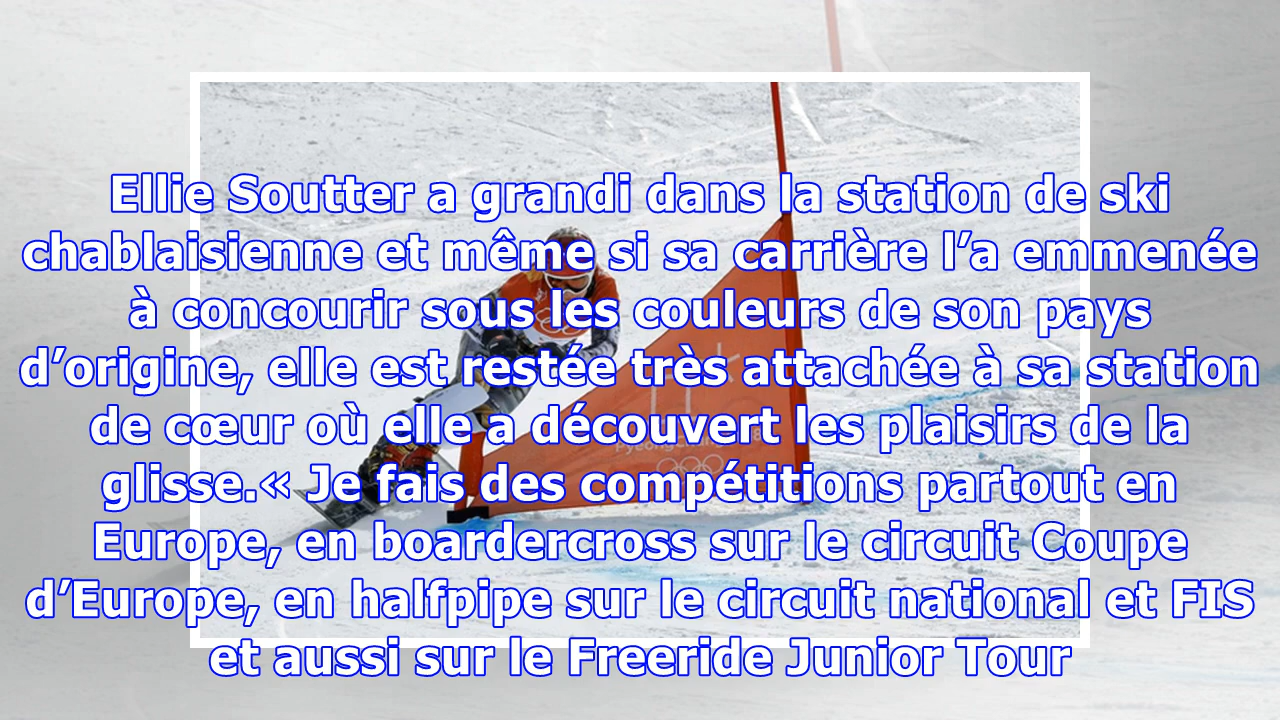 Ellie Soutter a grandi dans la station de ski
chablaisienne et même si sa carrière l’a emmenée
à concourir sous les couleurs de son pays
d’origine, elle est restée très attachée à sa station
de cœur où elle a découvert les plaisirs de la
glisse.« Je fais des compétitions partout en
Europe, en boardercross sur le circuit Coupe
d’Europe, en halfpipe sur le circuit national et FIS
et aussi sur le Freeride Junior Tour